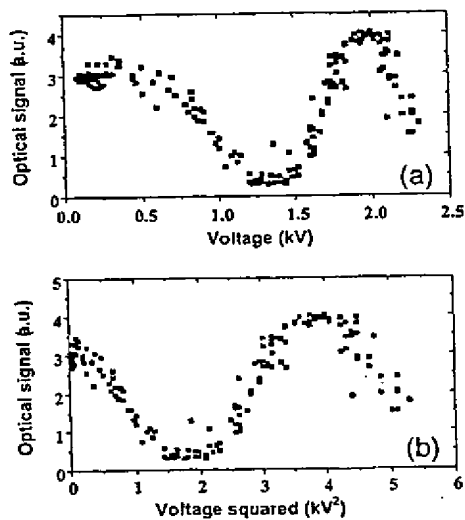 Optical signal (a.u.)
4
3
2
1
0
(a)
0.0 0.5 1.0 1.5 2.0 2.5
Voltage (kV)
Optical signal (a.u.)
5
4
3
2
1
0
(b)
0 1 2 3 4 5 6
Voltage squared (kV²)